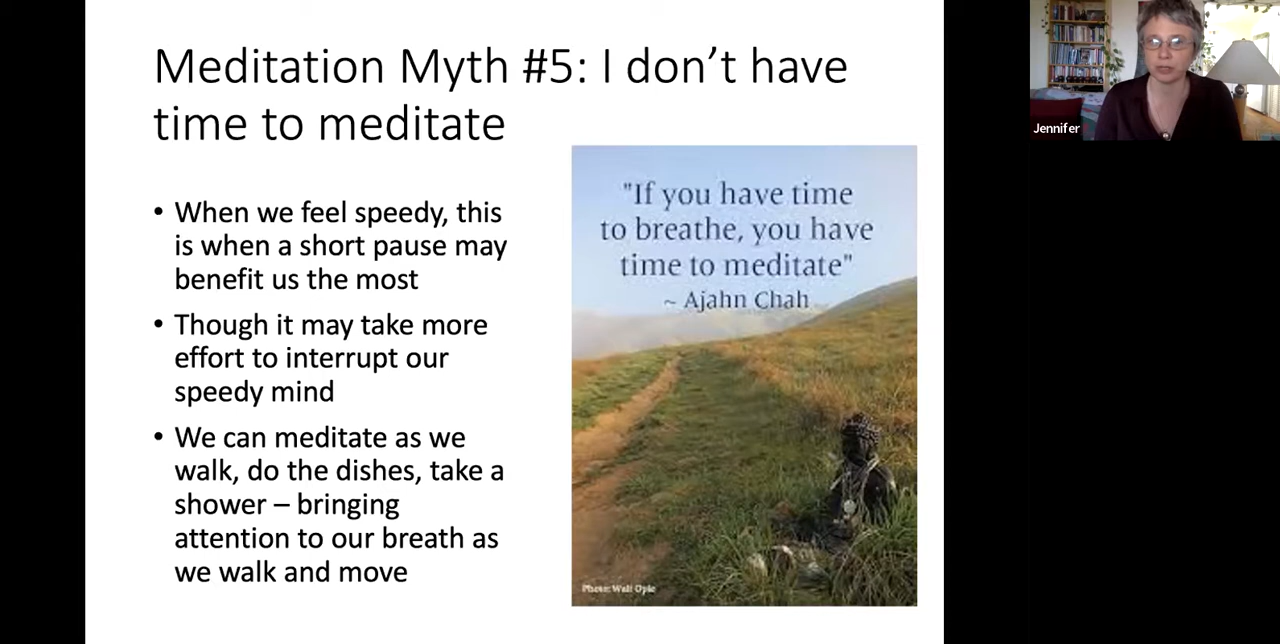 Meditation Myth #5: I don’t have
time to meditate
• When we feel speedy, this
is when a short pause may
benefit us the most
• Though it may take more
effort to interrupt our
speedy mind
• We can meditate as we
walk, do the dishes, take a
shower – bringing
attention to our breath as
we walk and move
"If you have time
to breathe, you have
time to meditate"
~ Ajahn Chah
Photo: Walt Opie
Jennifer